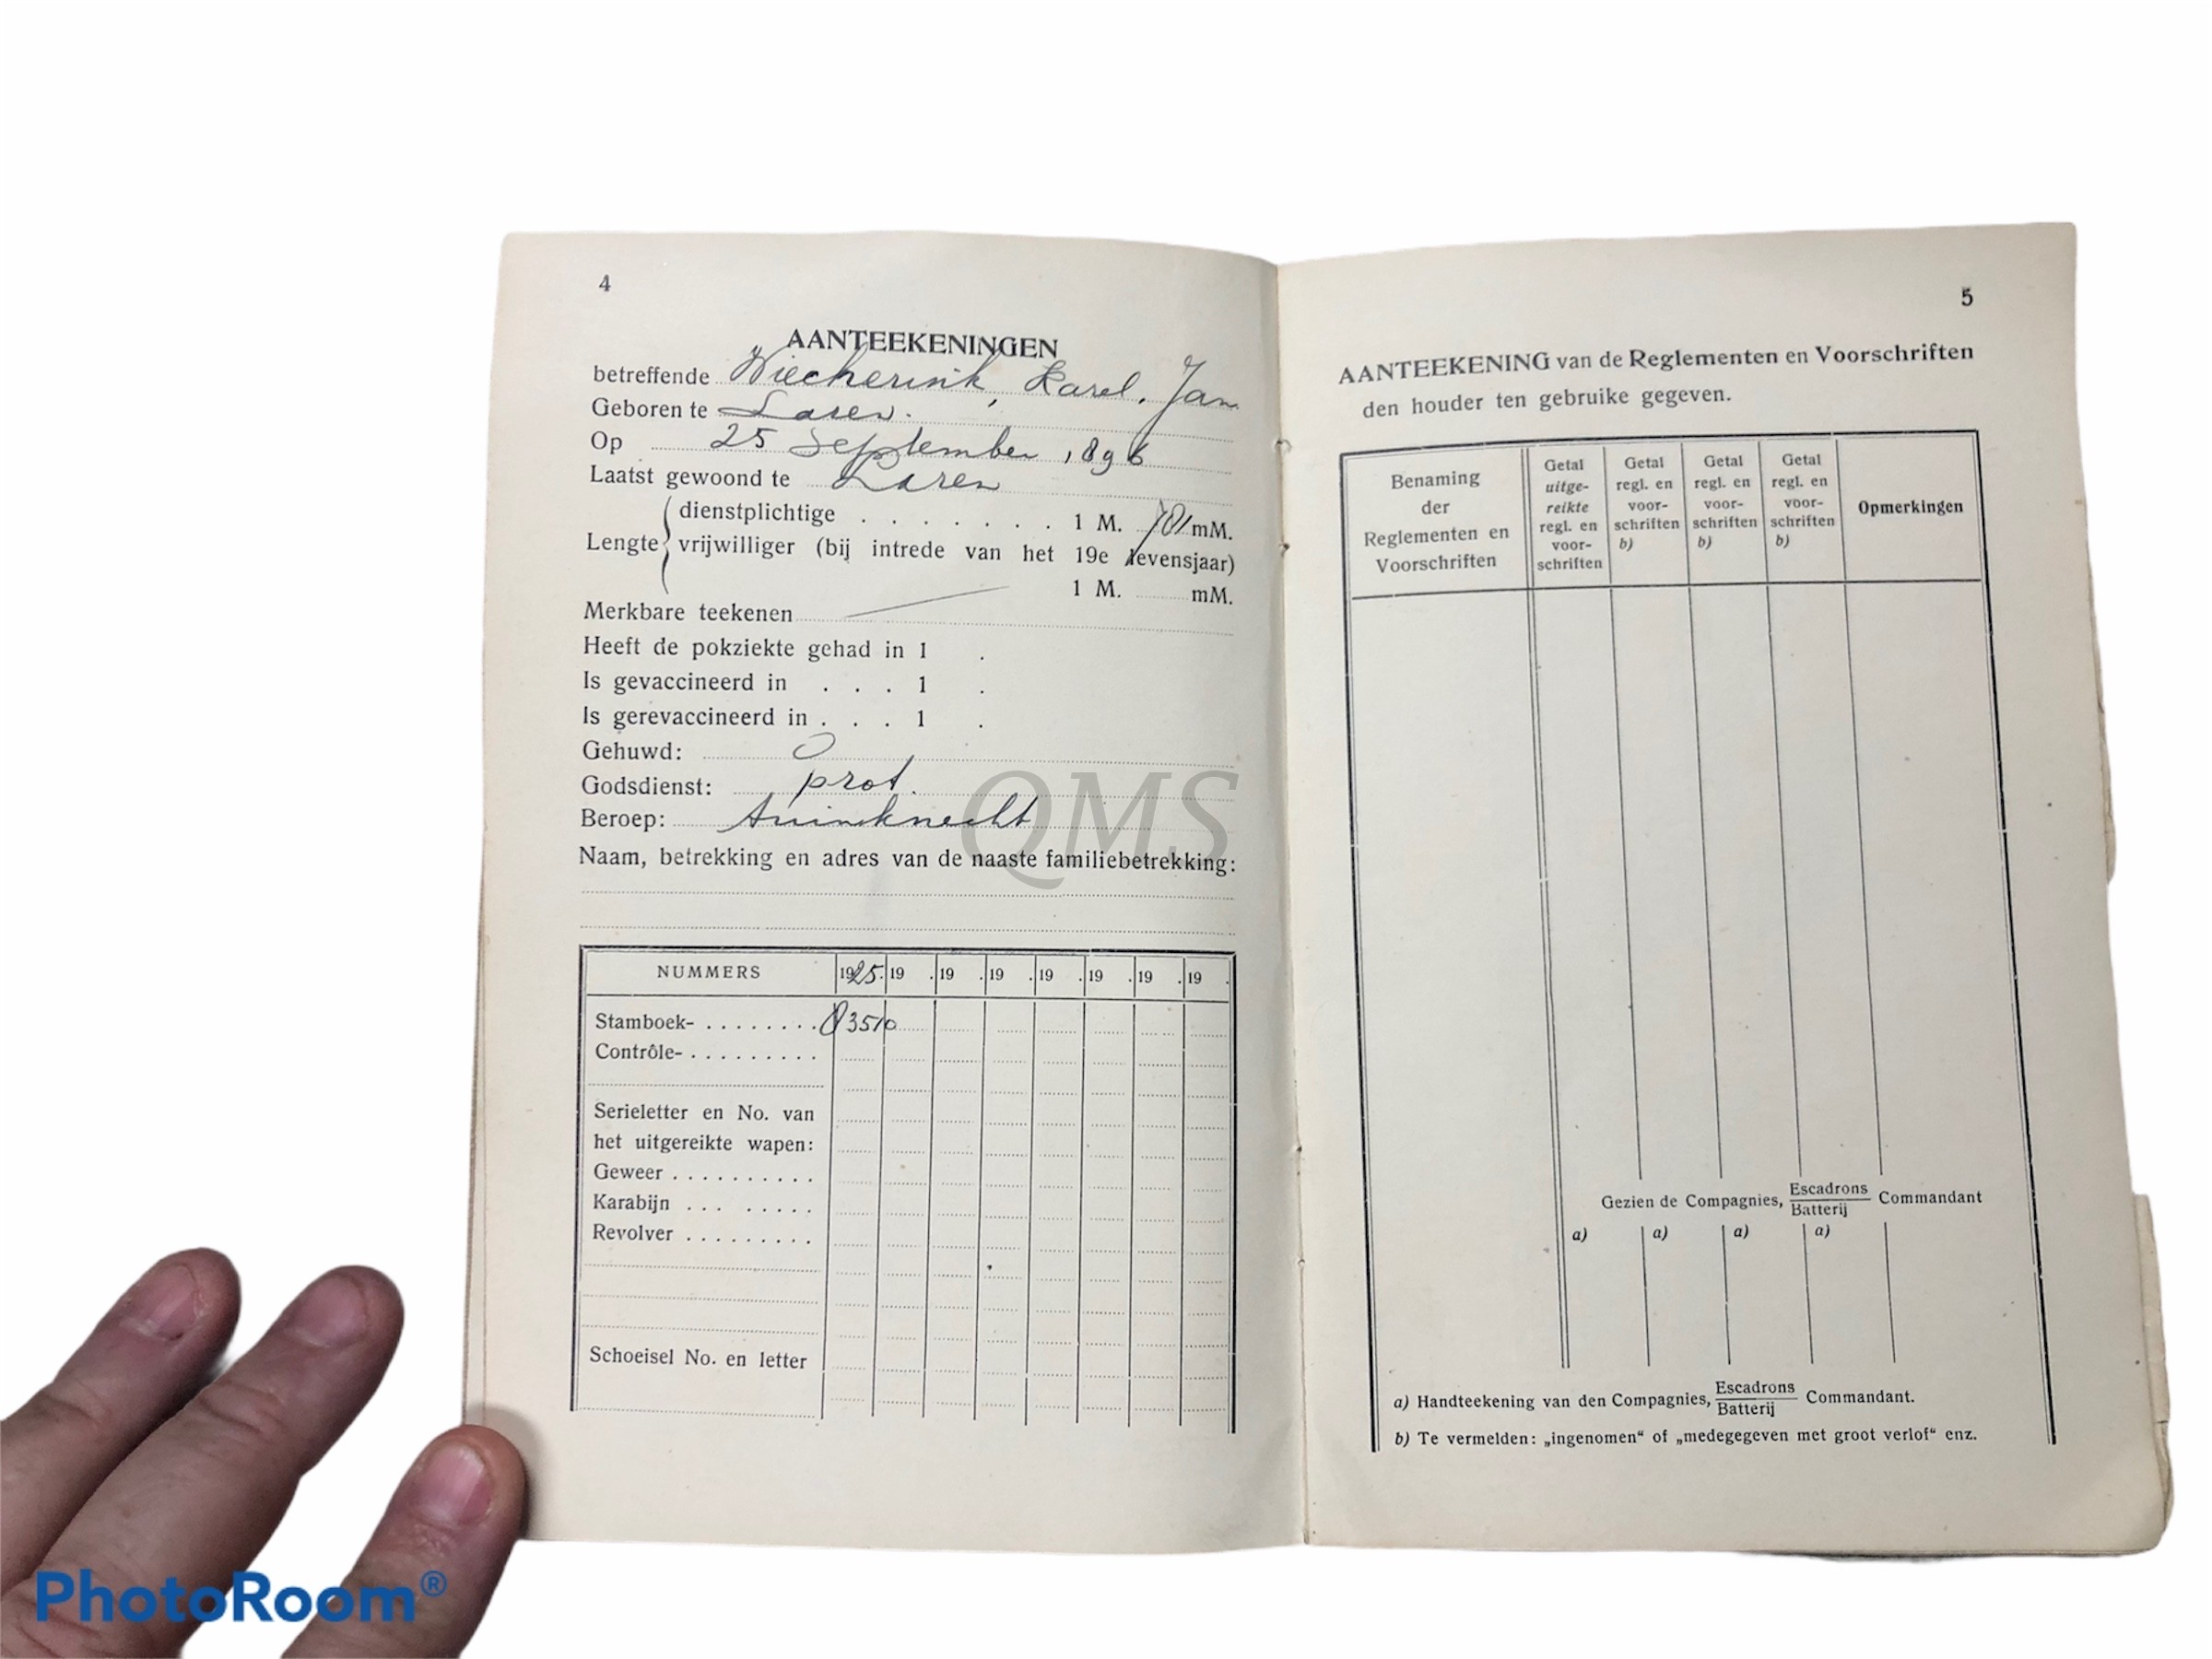 4
AANTEEKENINGEN
betreffende Wiecherink, Karel, Jan
Geboren te Laren.
Op 25 September 1896
Laatst gewoond te Laren
dienstplichtige . . . . . . . 1 M. 701 mM.
Lengte vrijwilliger (bij intrede van het 19e levensjaar)
1 M. mM.
Merkbare teekenen
Heeft de pokziekte gehad in 1 .
Is gevaccineerd in . . . 1 .
Is gerevaccineerd in . . . 1 .
Gehuwd: O
Godsdienst: prot.
Beroep: tuinknecht
Naam, betrekking en adres van de naaste familiebetrekking:
NUMMERS 1925. 19 . 19 . 19 . 19 . 19 . 19 . 19 .
Stamboek- . . . . . . . . 3510
Contrôle- . . . . . . . . .
Serieletter en No. van
het uitgereikte wapen:
Geweer . . . . . . . . . .
Karabijn . . . . . . . .
Revolver . . . . . . . . .
Schoeisel No. en letter
5
AANTEEKENING van de Reglementen en Voorschriften
den houder ten gebruike gegeven.
Benaming
der
Reglementen en
Voorschriften
Getal
uitge-
reikte
regl. en
voor-
schriften
Getal
regl. en
voor-
schriften
b)
Getal
regl. en
voor-
schriften
b)
Getal
regl. en
voor-
schriften
b)
Opmerkingen
Gezien de Compagnies, Escadrons Commandant
Batterij
a) a) a) a)
a) Handteekening van den Compagnies, Escadrons Commandant.
Batterij
b) Te vermelden: „ingenomen“ of „medegegeven met groot verlof“ enz.
QMS
PhotoRoom®